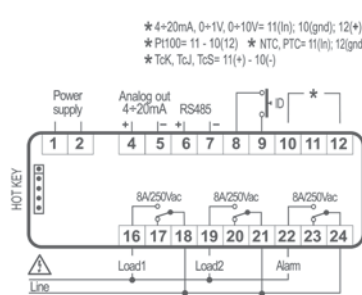 * 4÷20mA, 0÷1V, 0÷10V= 11(In); 10(gnd); 12(+)
* Pt100= 11 - 10(12) * NTC, PTC= 11(In); 12(gnd
* TcK, TcJ, TcS= 11(+) - 10(-)
Power supply
Analog out 4÷20mA
RS485
ID
*
+ − + −
1 2 4 5 6 7 8 9 10 11 12
HOT KEY
8A/250Vac 8A/250Vac 8A/250Vac
16 17 18 19 20 21 22 23 24
Load1 Load2 Alarm
Line